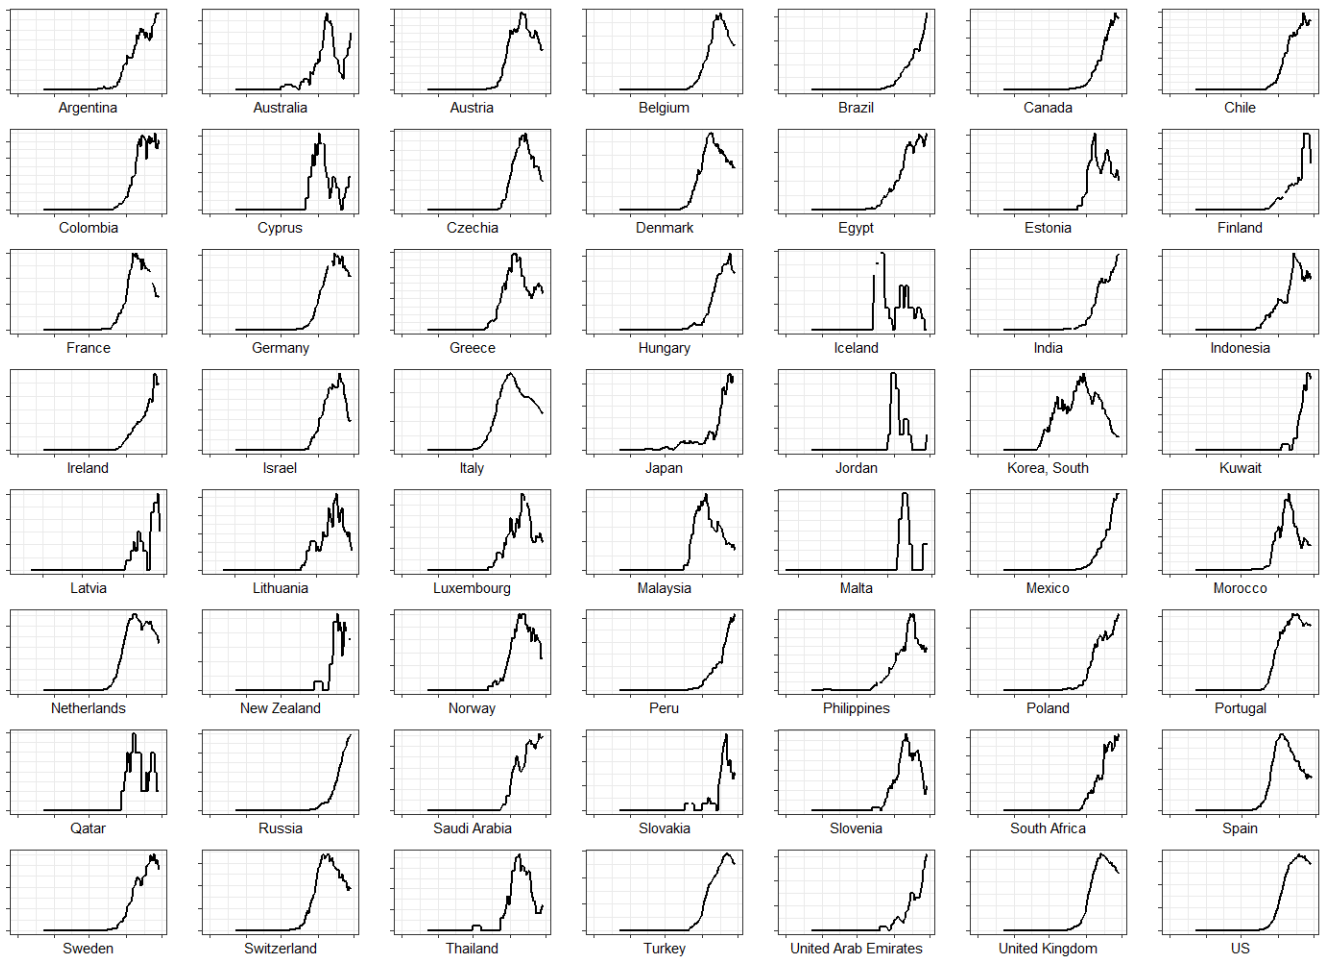 Argentina Australia Austria Belgium Brazil Canada Chile
Colombia Cyprus Czechia Denmark Egypt Estonia Finland
France Germany Greece Hungary Iceland India Indonesia
Ireland Israel Italy Japan Jordan Korea, South Kuwait
Latvia Lithuania Luxembourg Malaysia Malta Mexico Morocco
Netherlands New Zealand Norway Peru Philippines Poland Portugal
Qatar Russia Saudi Arabia Slovakia Slovenia South Africa Spain
Sweden Switzerland Thailand Turkey United Arab Emirates United Kingdom US